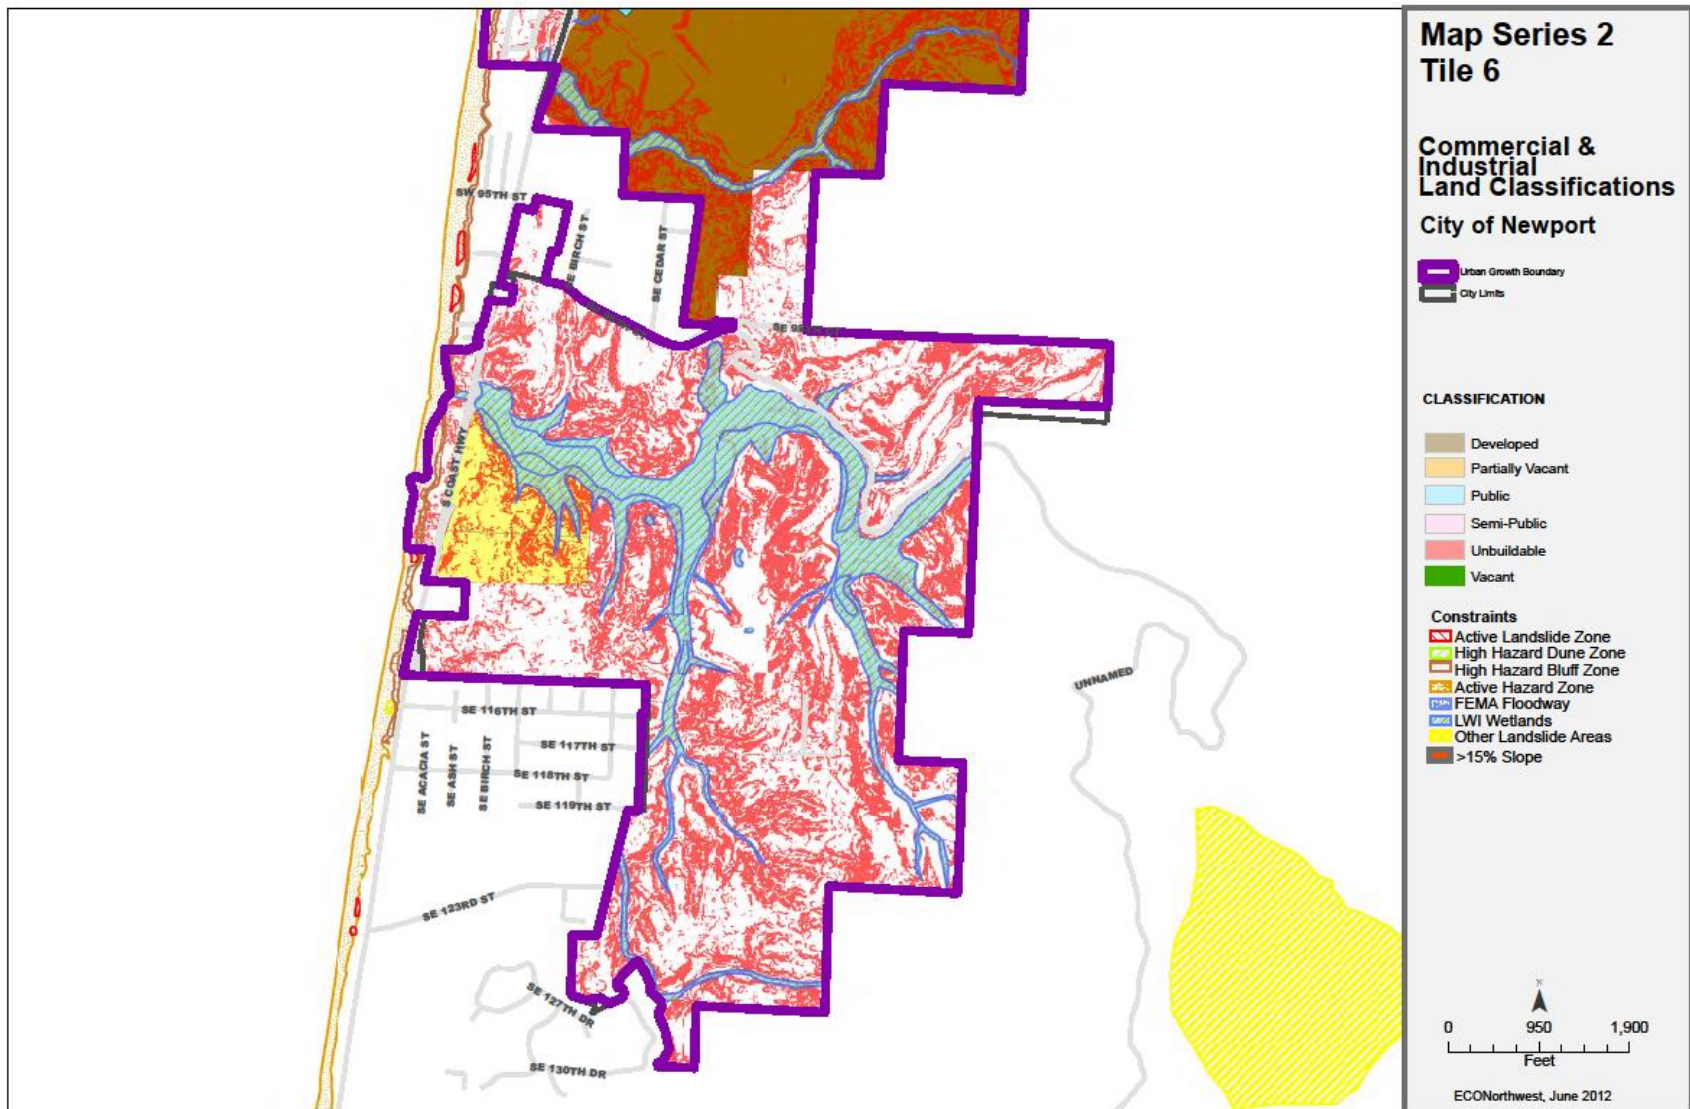 Map Series 2
Tile 6
Commercial &
Industrial
Land Classifications
City of Newport
Urban Growth Boundary
City Limits
CLASSIFICATION
Developed
Partially Vacant
Public
Semi-Public
Unbuildable
Vacant
Constraints
Active Landslide Zone
High Hazard Dune Zone
High Hazard Bluff Zone
Active Hazard Zone
FEMA Floodway
LWI Wetlands
Other Landslide Areas
>15% Slope
N
0 950 1,900
Feet
ECONorthwest, June 2012
SW 95TH ST
SE BIRCH ST
SE CEDAR ST
S COAST HWY
UNNAMED
SE 116TH ST
SE 117TH ST
SE 118TH ST
SE 119TH ST
SE ACACIA ST
SE ASH ST
SE BIRCH ST
SE 123RD ST
SE 127TH DR
SE 130TH DR